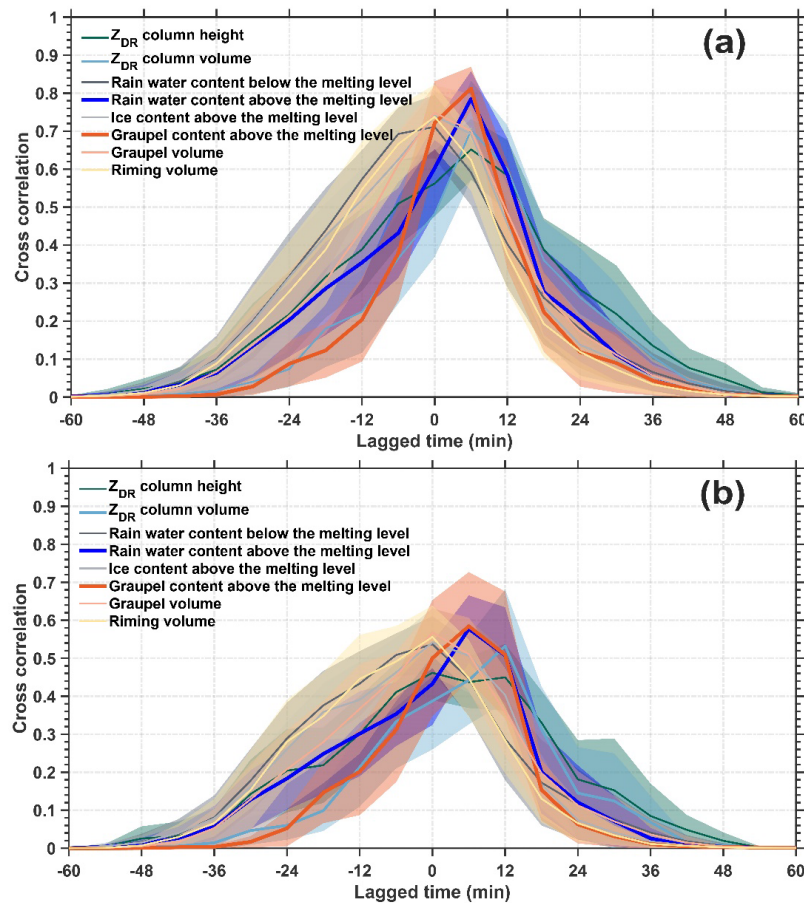 1
0.9
0.8
0.7
0.6
0.5
0.4
0.3
0.2
0.1
0
Cross correlation
(a)
Z_DR column height
Z_DR column volume
Rain water content below the melting level
Rain water content above the melting level
Ice content above the melting level
Graupel content above the melting level
Graupel volume
Riming volume
-60 -48 -36 -24 -12 0 12 24 36 48 60
Lagged time (min)
1
0.9
0.8
0.7
0.6
0.5
0.4
0.3
0.2
0.1
0
Cross correlation
(b)
Z_DR column height
Z_DR column volume
Rain water content below the melting level
Rain water content above the melting level
Ice content above the melting level
Graupel content above the melting level
Graupel volume
Riming volume
-60 -48 -36 -24 -12 0 12 24 36 48 60
Lagged time (min)